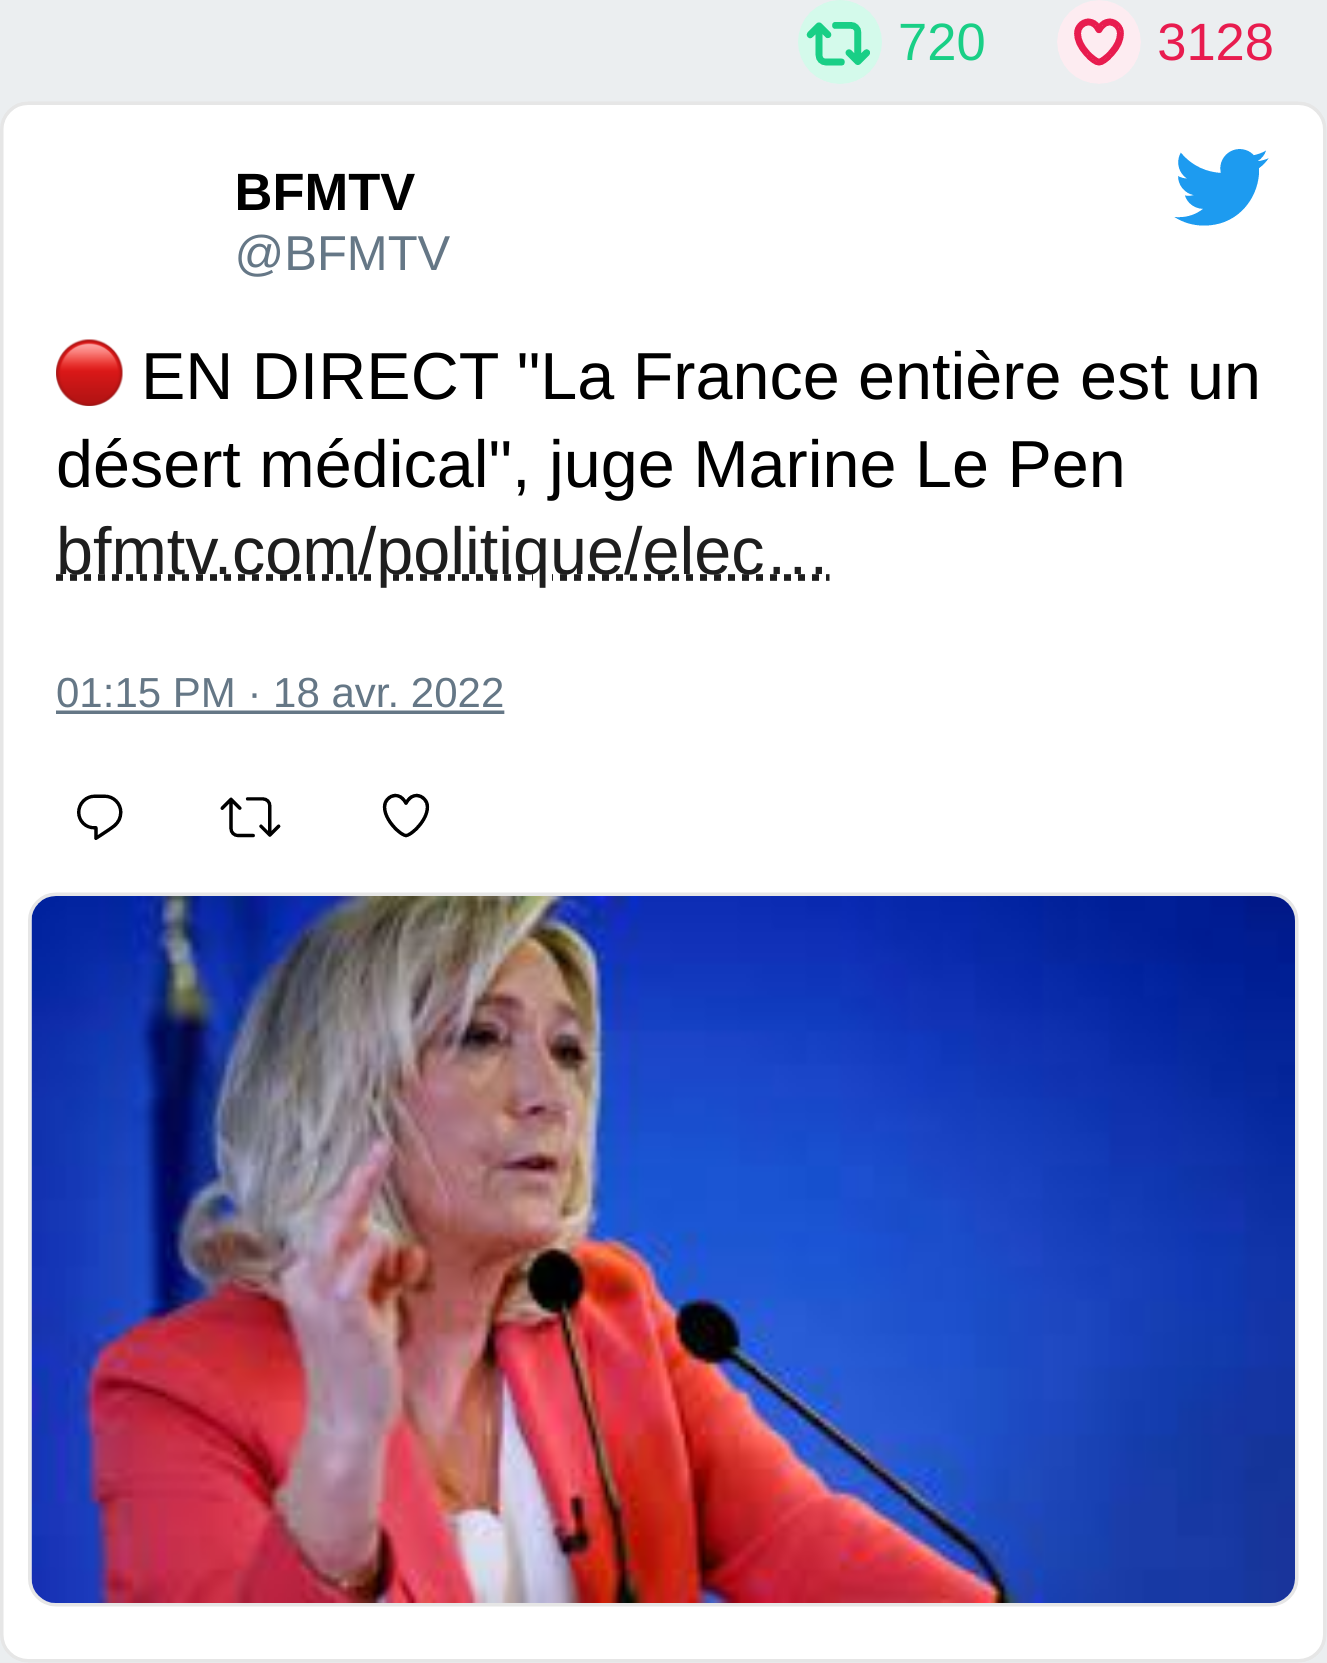 720 3128
BFMTV
@BFMTV
🔴 EN DIRECT "La France entière est un
désert médical", juge Marine Le Pen
bfmtv.com/politique/elec…
01:15 PM · 18 avr. 2022